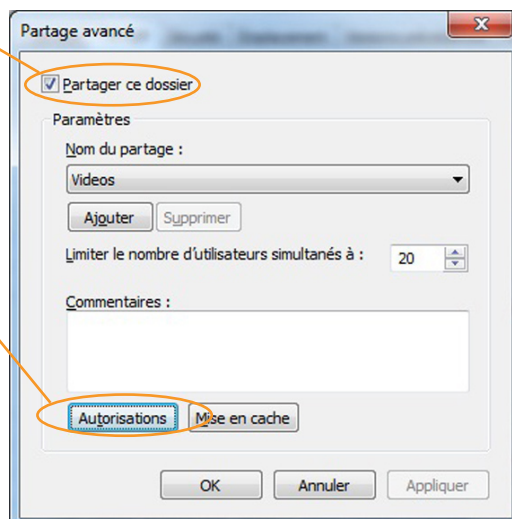 Partage avancé
Partager ce dossier
Paramètres
Nom du partage :
Videos
Ajouter Supprimer
Limiter le nombre d'utilisateurs simultanés à : 20
Commentaires :
Autorisations Mise en cache
OK Annuler Appliquer